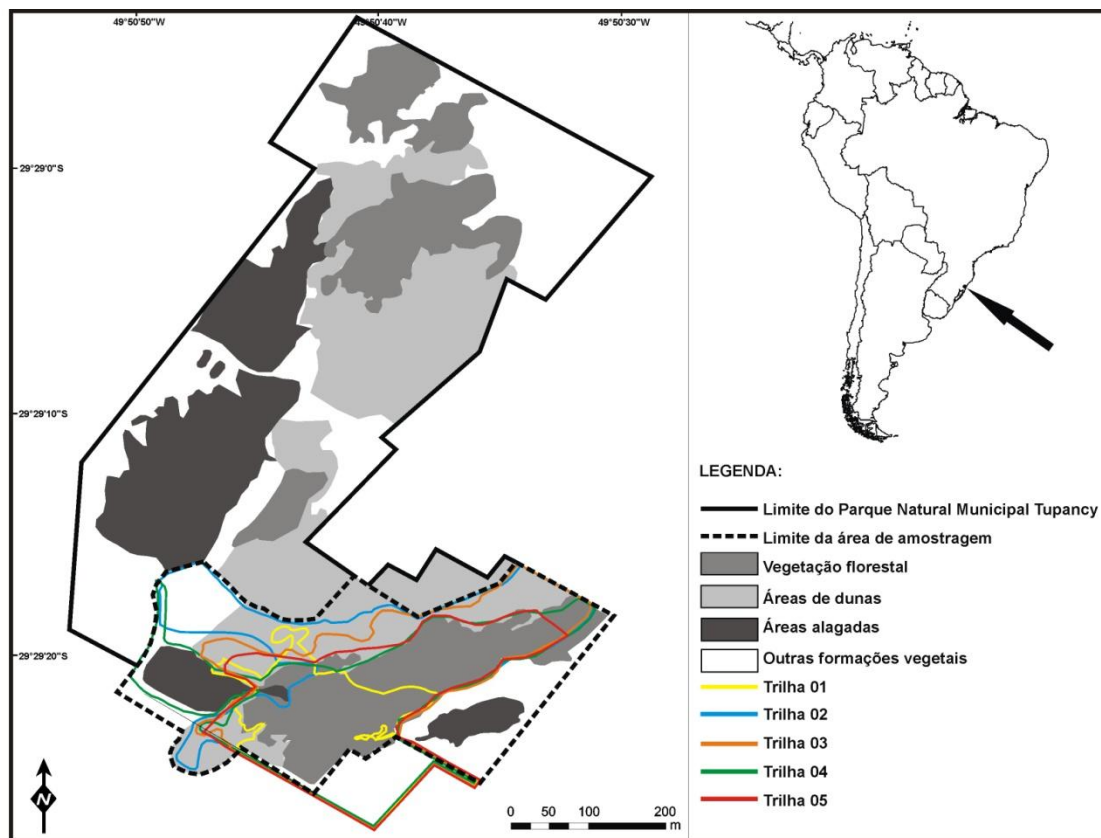 49°50'50"W
49°50'40"W
49°50'30"W
29°29'0"S
29°29'10"S
29°29'20"S
N
0 50 100 200
m
LEGENDA:
Limite do Parque Natural Municipal Tupancy
Limite da área de amostragem
Vegetação florestal
Áreas de dunas
Áreas alagadas
Outras formações vegetais
Trilha 01
Trilha 02
Trilha 03
Trilha 04
Trilha 05